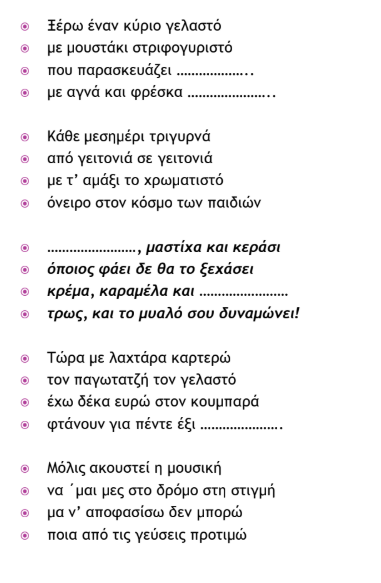 Ξέρω έναν κύριο γελαστό
με μουστάκι στριφογυριστό
που παρασκευάζει ………………..
με αγνά και φρέσκα …………………..

Κάθε μεσημέρι τριγυρνά
από γειτονιά σε γειτονιά
με τ’ αμάξι το χρωματιστό
όνειρο στον κόσμο των παιδιών

……………………, μαστίχα και κεράσι
όποιος φάει δε θα το ξεχάσει
κρέμα, καραμέλα και ……………………
τρως, και το μυαλό σου δυναμώνει!

Τώρα με λαχτάρα καρτερώ
τον παγωτατζή τον γελαστό
έχω δέκα ευρώ στον κουμπαρά
φτάνουν για πέντε έξι ………………….

Μόλις ακουστεί η μουσική
να ΄μαι μες στο δρόμο στη στιγμή
μα ν’ αποφασίσω δεν μπορώ
ποια από τις γεύσεις προτιμώ